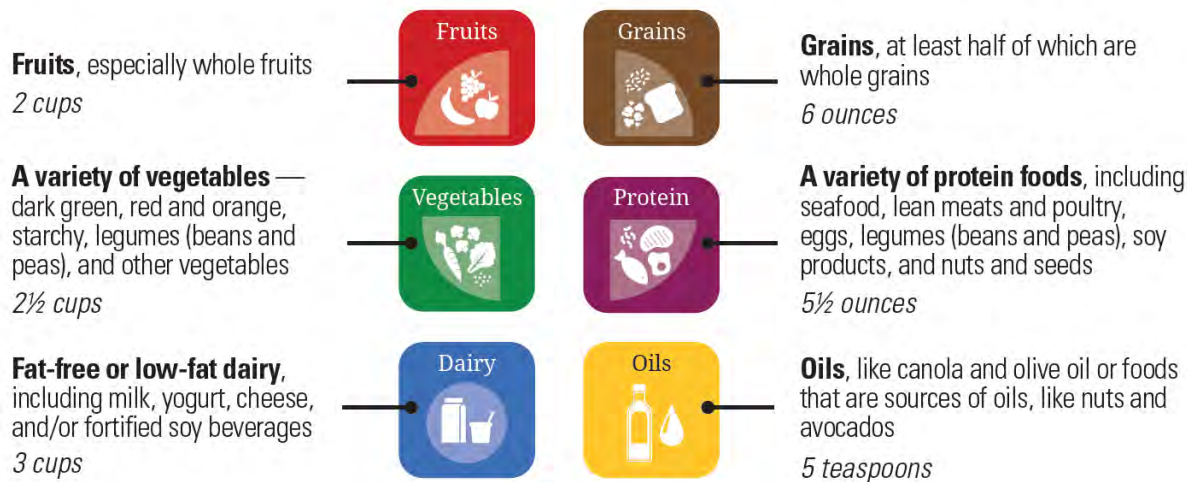 Fruits
Grains
Fruits, especially whole fruits
2 cups
Grains, at least half of which are
whole grains
6 ounces
Vegetables
Protein
A variety of vegetables —
dark green, red and orange,
starchy, legumes (beans and
peas), and other vegetables
2½ cups
A variety of protein foods, including
seafood, lean meats and poultry,
eggs, legumes (beans and peas), soy
products, and nuts and seeds
5½ ounces
Dairy
Oils
Fat-free or low-fat dairy,
including milk, yogurt, cheese,
and/or fortified soy beverages
3 cups
Oils, like canola and olive oil or foods
that are sources of oils, like nuts and
avocados
5 teaspoons